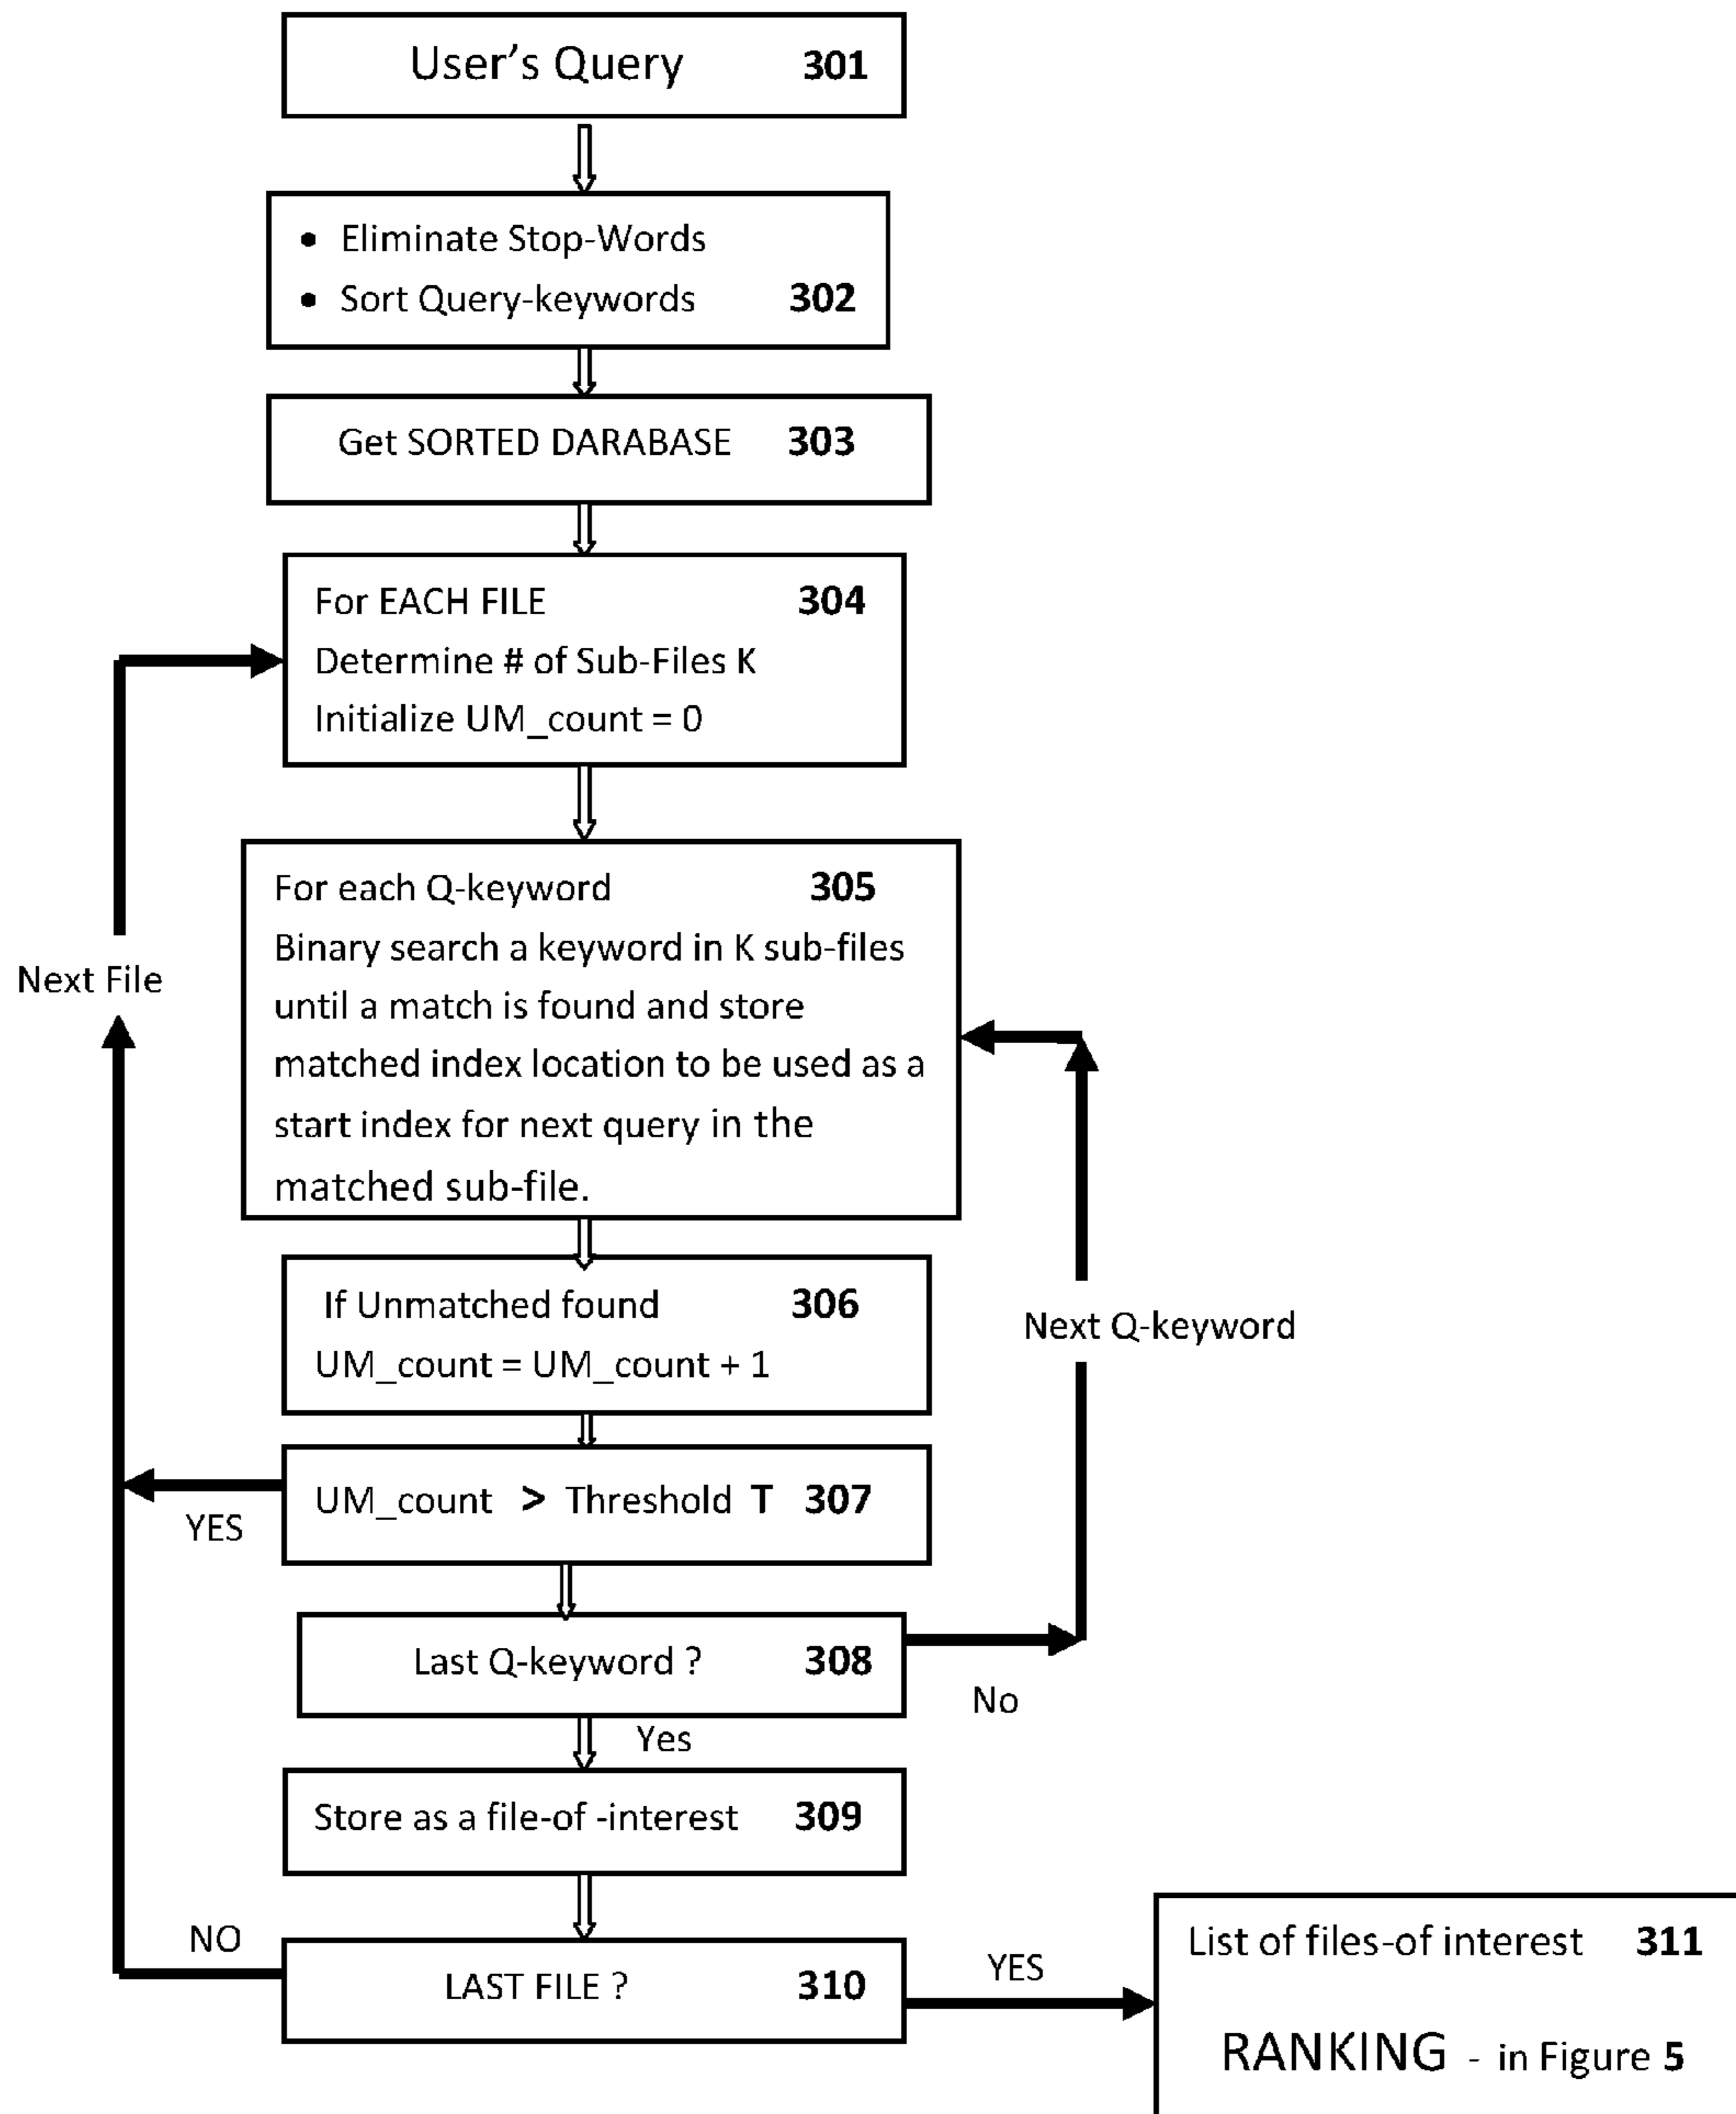 User’s Query 301
• Eliminate Stop-Words
• Sort Query-keywords 302
Get SORTED DARABASE 303
For EACH FILE 304
Determine # of Sub-Files K
Initialize UM_count = 0
For each Q-keyword 305
Binary search a keyword in K sub-files
until a match is found and store
matched index location to be used as a
start index for next query in the
matched sub-file.
Next File
If Unmatched found 306
UM_count = UM_count + 1
Next Q-keyword
UM_count > Threshold T 307
YES
Last Q-keyword ? 308
No
Yes
Store as a file-of -interest 309
NO
LAST FILE ? 310
YES
List of files-of interest 311
RANKING - in Figure 5